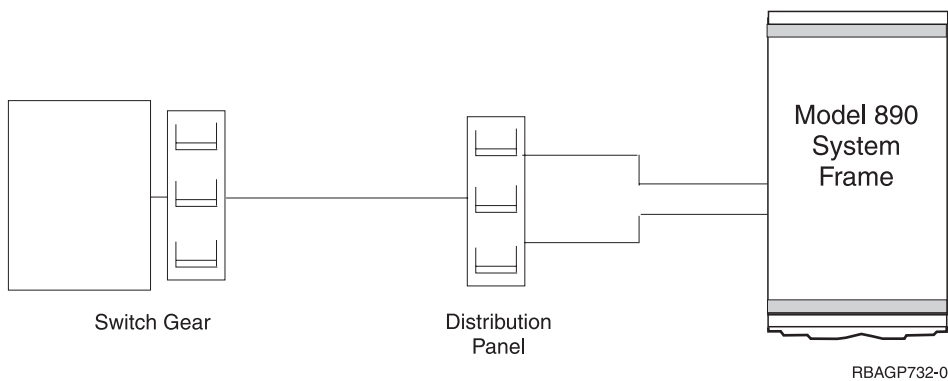 Model 890
System
Frame
Switch Gear
Distribution
Panel
RBAGP732-0